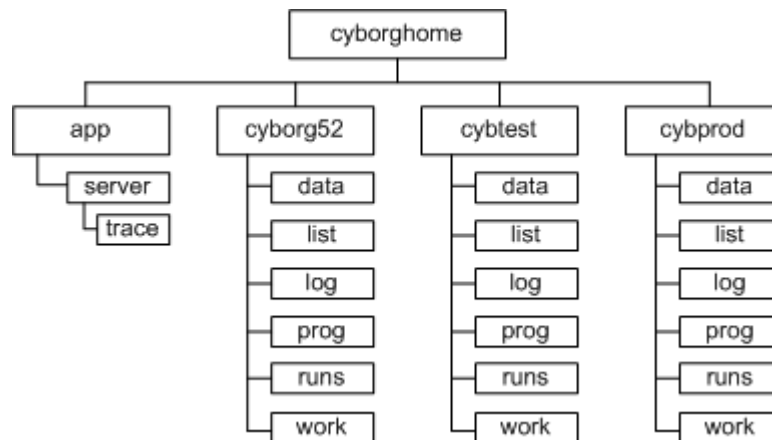 cyborghome
app
cyborg52
cybtest
cybprod
server
data
data
data
trace
list
list
list
log
log
log
prog
prog
prog
runs
runs
runs
work
work
work